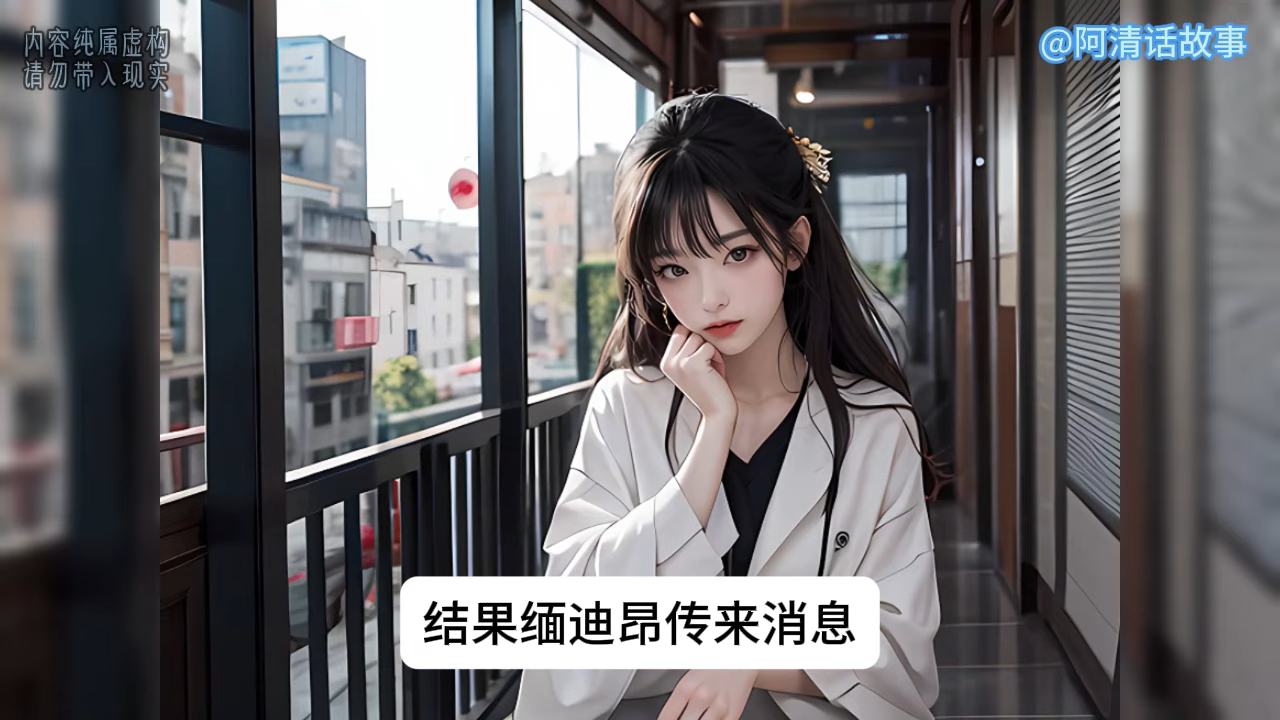 内容纯属虚构
请勿带入现实
@阿清话故事
结果缅迪昂传来消息